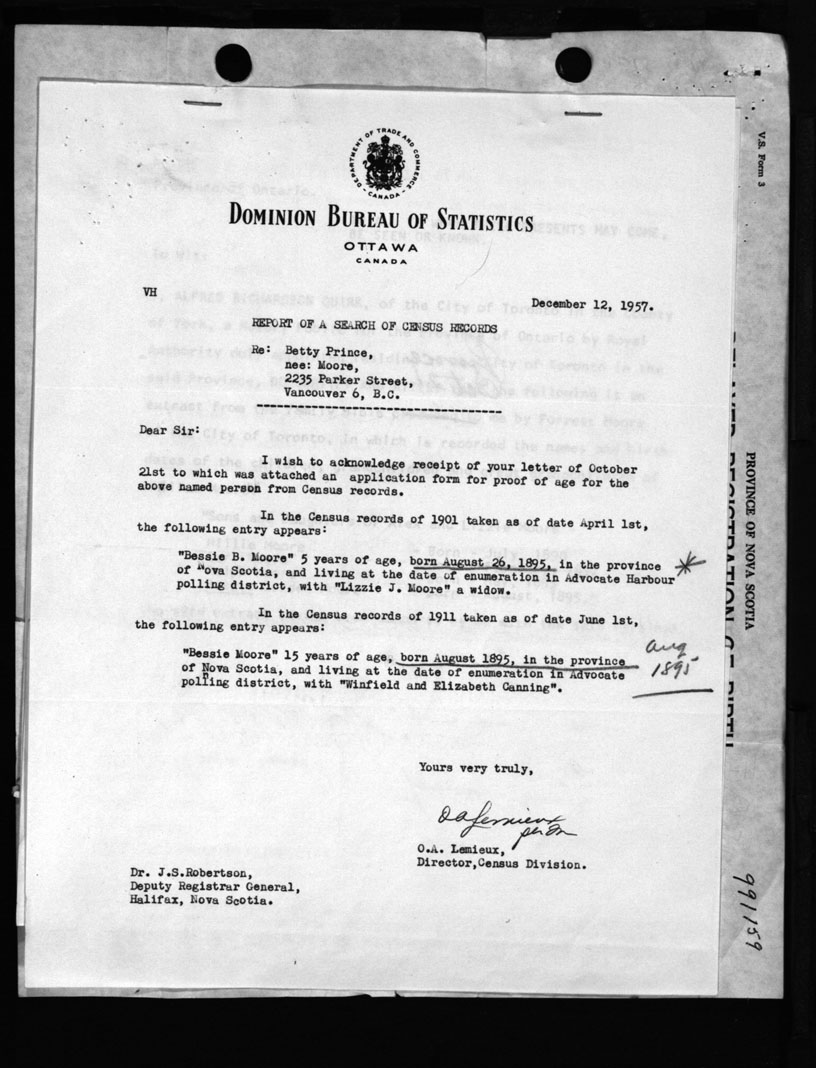 DEPARTMENT OF TRADE AND COMMERCE
CANADA
DOMINION BUREAU OF STATISTICS
OTTAWA
CANADA
VH
December 12, 1957.
REPORT OF A SEARCH OF CENSUS RECORDS
Re: Betty Prince,
nee: Moore,
2235 Parker Street,
Vancouver 6, B.C.
Dear Sir:
I wish to acknowledge receipt of your letter of October
21st to which was attached an application form for proof of age for the
above named person from Census records.
In the Census records of 1901 taken as of date April 1st,
the following entry appears:
"Bessie B. Moore" 5 years of age, born August 26, 1895, in the province
of Nova Scotia, and living at the date of enumeration in Advocate Harbour
polling district, with "Lizzie J. Moore" a widow.
In the Census records of 1911 taken as of date June 1st,
the following entry appears:
"Bessie Moore" 15 years of age, born August 1895, in the province
of Nova Scotia, and living at the date of enumeration in Advocate
polling district, with "Winfield and Elizabeth Canning".
Aug
1895
Yours very truly,
O.A. Lemieux
O.A. Lemieux,
Director,Census Division.
Dr. J.S.Robertson,
Deputy Registrar General,
Halifax, Nova Scotia.
V.S. Form 3
PROVINCE OF NOVA SCOTIA
991159